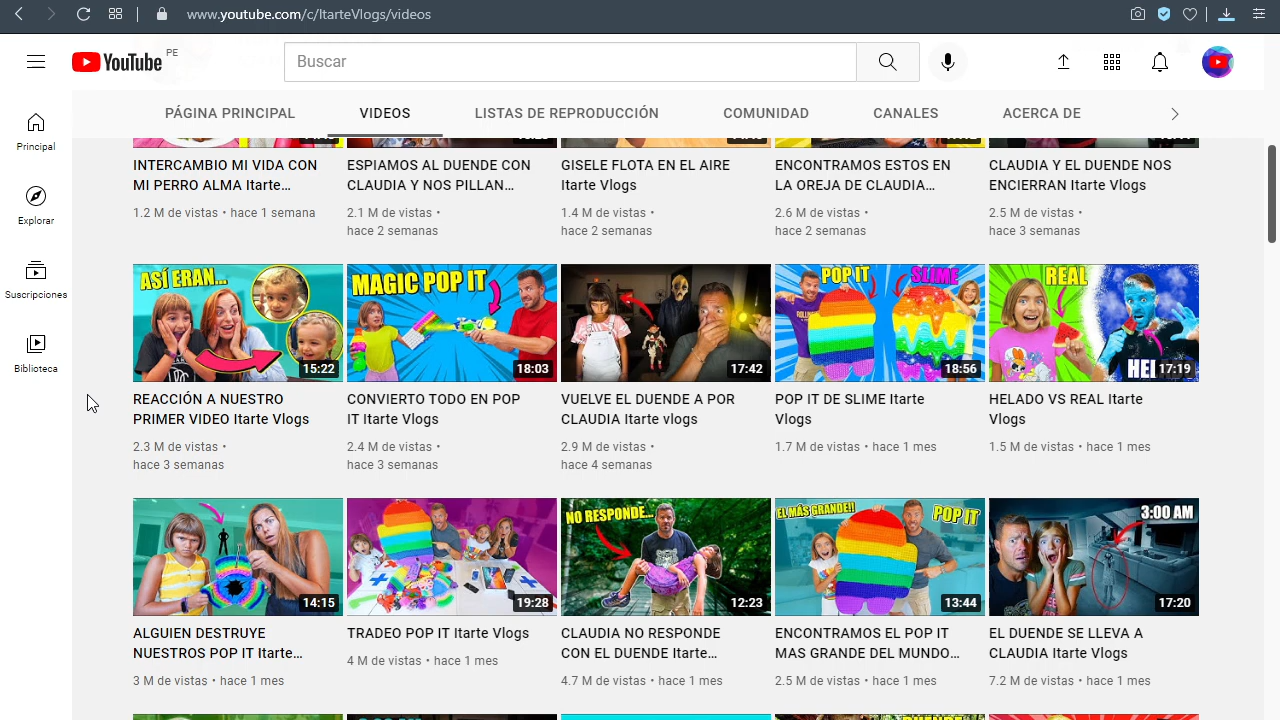 www.youtube.com/c/ItarteVlogs/videos
YouTube PE
Buscar
PÁGINA PRINCIPAL VIDEOS LISTAS DE REPRODUCCIÓN COMUNIDAD CANALES ACERCA DE
Principal
Explorar
Suscripciones
Biblioteca
INTERCAMBIO MI VIDA CON
MI PERRO ALMA Itarte…
1.2 M de vistas • hace 1 semana
ESPIAMOS AL DUENDE CON
CLAUDIA Y NOS PILLAN…
2.1 M de vistas •
hace 2 semanas
GISELE FLOTA EN EL AIRE
Itarte Vlogs
1.4 M de vistas •
hace 2 semanas
ENCONTRAMOS ESTOS EN
LA OREJA DE CLAUDIA…
2.6 M de vistas •
hace 2 semanas
CLAUDIA Y EL DUENDE NOS
ENCIERRAN Itarte Vlogs
2.5 M de vistas •
hace 3 semanas
ASÍ ERAN...
15:22
REACCIÓN A NUESTRO
PRIMER VIDEO Itarte Vlogs
2.3 M de vistas •
hace 3 semanas
MAGIC POP IT
18:03
CONVIERTO TODO EN POP
IT Itarte Vlogs
2.4 M de vistas •
hace 3 semanas
17:42
VUELVE EL DUENDE A POR
CLAUDIA Itarte vlogs
2.9 M de vistas •
hace 4 semanas
POP IT SLIME
18:56
POP IT DE SLIME Itarte
Vlogs
1.7 M de vistas • hace 1 mes
REAL
HEL
17:19
HELADO VS REAL Itarte
Vlogs
1.5 M de vistas • hace 1 mes
14:15
ALGUIEN DESTRUYE
NUESTROS POP IT Itarte…
3 M de vistas • hace 1 mes
19:28
TRADEO POP IT Itarte Vlogs
4 M de vistas • hace 1 mes
NO RESPONDE...
12:23
CLAUDIA NO RESPONDE
CON EL DUENDE Itarte…
4.7 M de vistas • hace 1 mes
EL MÁS GRANDE!! POP IT
13:44
ENCONTRAMOS EL POP IT
MAS GRANDE DEL MUNDO…
2.5 M de vistas • hace 1 mes
3:00 AM
17:20
EL DUENDE SE LLEVA A
CLAUDIA Itarte Vlogs
7.2 M de vistas • hace 1 mes